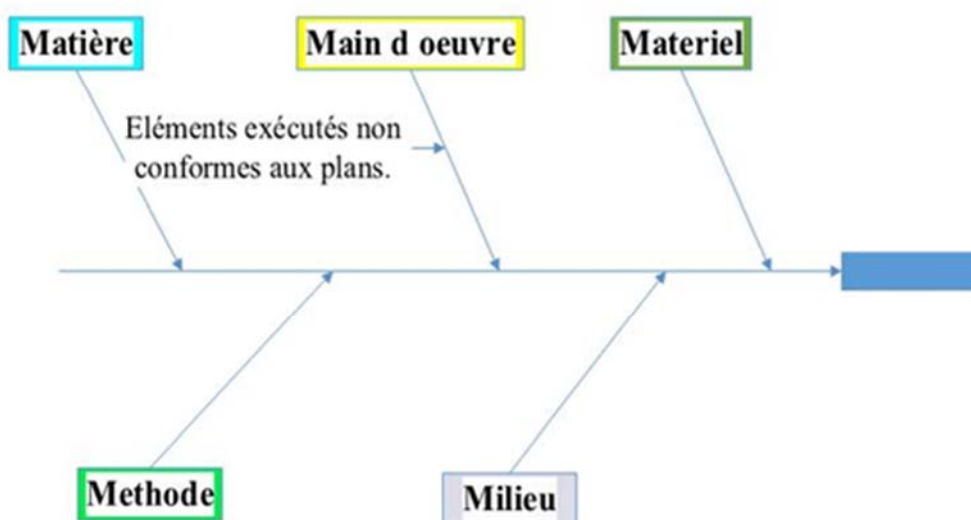 Matière
Main d oeuvre
Materiel
Eléments exécutés non
conformes aux plans.
Methode
Milieu